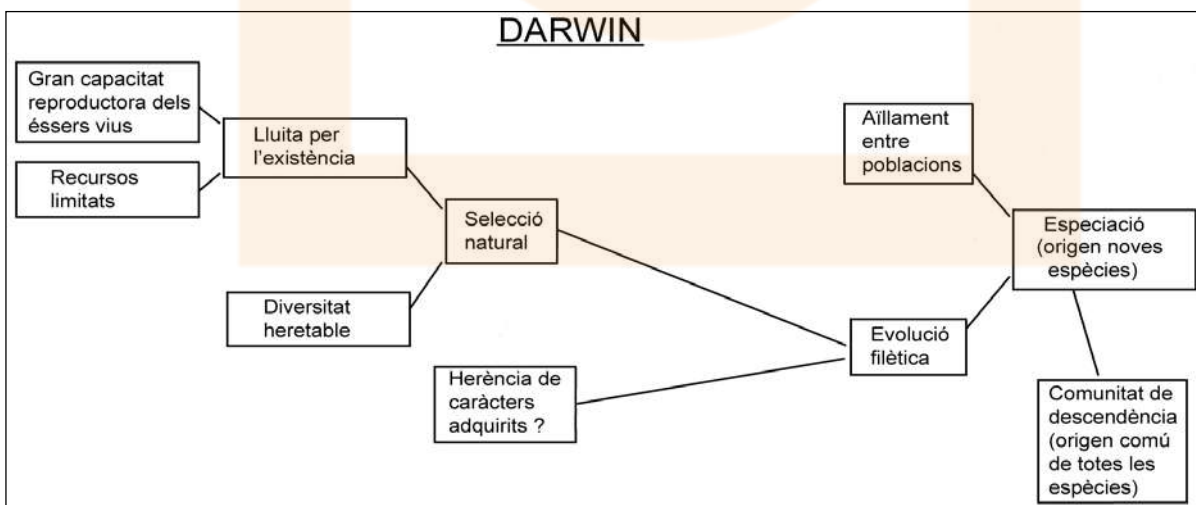 DARWIN
Gran capacitat
reproductora dels
éssers vius
Lluita per
l'existència
Recursos
limitats
Selecció
natural
Diversitat
heretable
Herència de
caràcters
adquirits ?
Aïllament
entre
poblacions
Especiació
(origen noves
espècies)
Evolució
filètica
Comunitat de
descendència
(origen comú
de totes les
espècies)